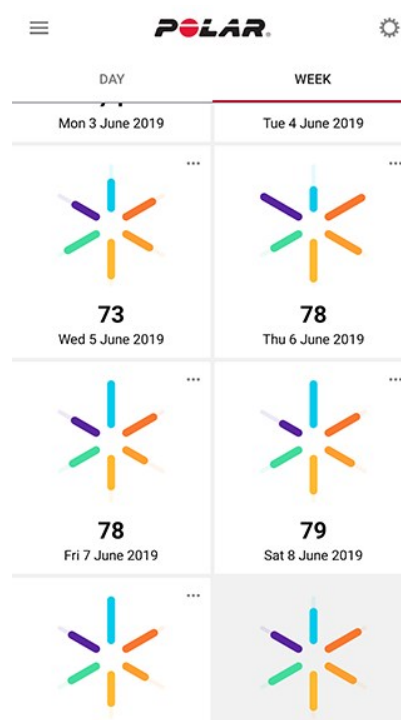 POLAR.
DAY WEEK
Mon 3 June 2019 Tue 4 June 2019
73 78
Wed 5 June 2019 Thu 6 June 2019
78 79
Fri 7 June 2019 Sat 8 June 2019